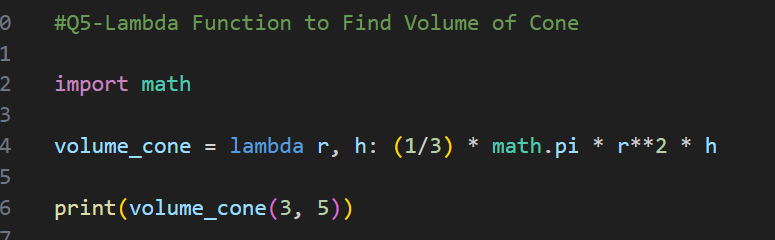 0 #Q5-Lambda Function to Find Volume of Cone
1
2 import math
3
4 volume_cone = lambda r, h: (1/3) * math.pi * r**2 * h
5
6 print(volume_cone(3, 5))
7